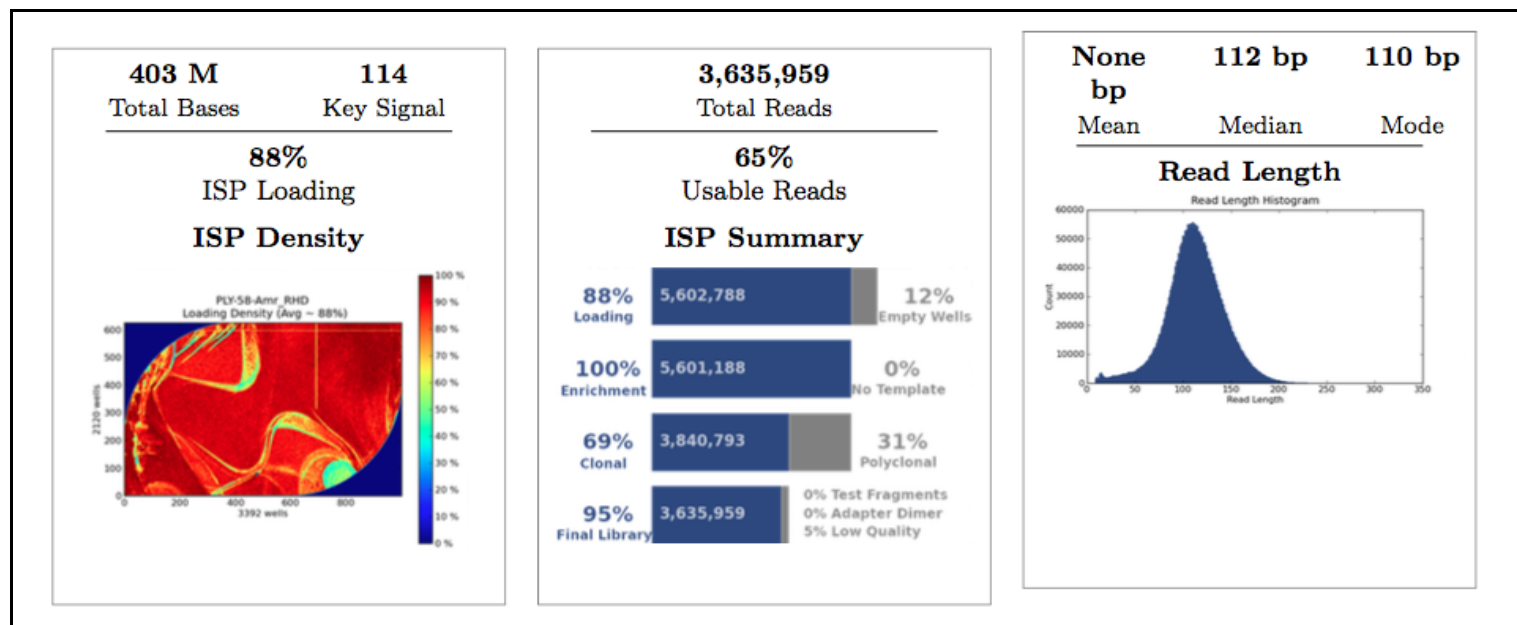 403 M 114
Total Bases Key Signal
88%
ISP Loading
ISP Density
PLY-58-Amr_RHD
Loading Density (Avg ~ 88%)
600
500
400
300
200
100
0
2120 wells
0 200 400 600 800
3392 wells
100 %
90 %
80 %
70 %
60 %
50 %
40 %
30 %
20 %
10 %
0 %
3,635,959
Total Reads
65%
Usable Reads
ISP Summary
88% 5,602,788 12%
Loading Empty Wells
100% 5,601,188 0%
Enrichment No Template
69% 3,840,793 31%
Clonal Polyclonal
95% 3,635,959
Final Library
0% Test Fragments
0% Adapter Dimer
5% Low Quality
None 112 bp 110 bp
bp
Mean Median Mode
Read Length
Read Length Histogram
60000
50000
40000
30000
20000
10000
0
Count
0 50 100 150 200 250 300 350
Read Length